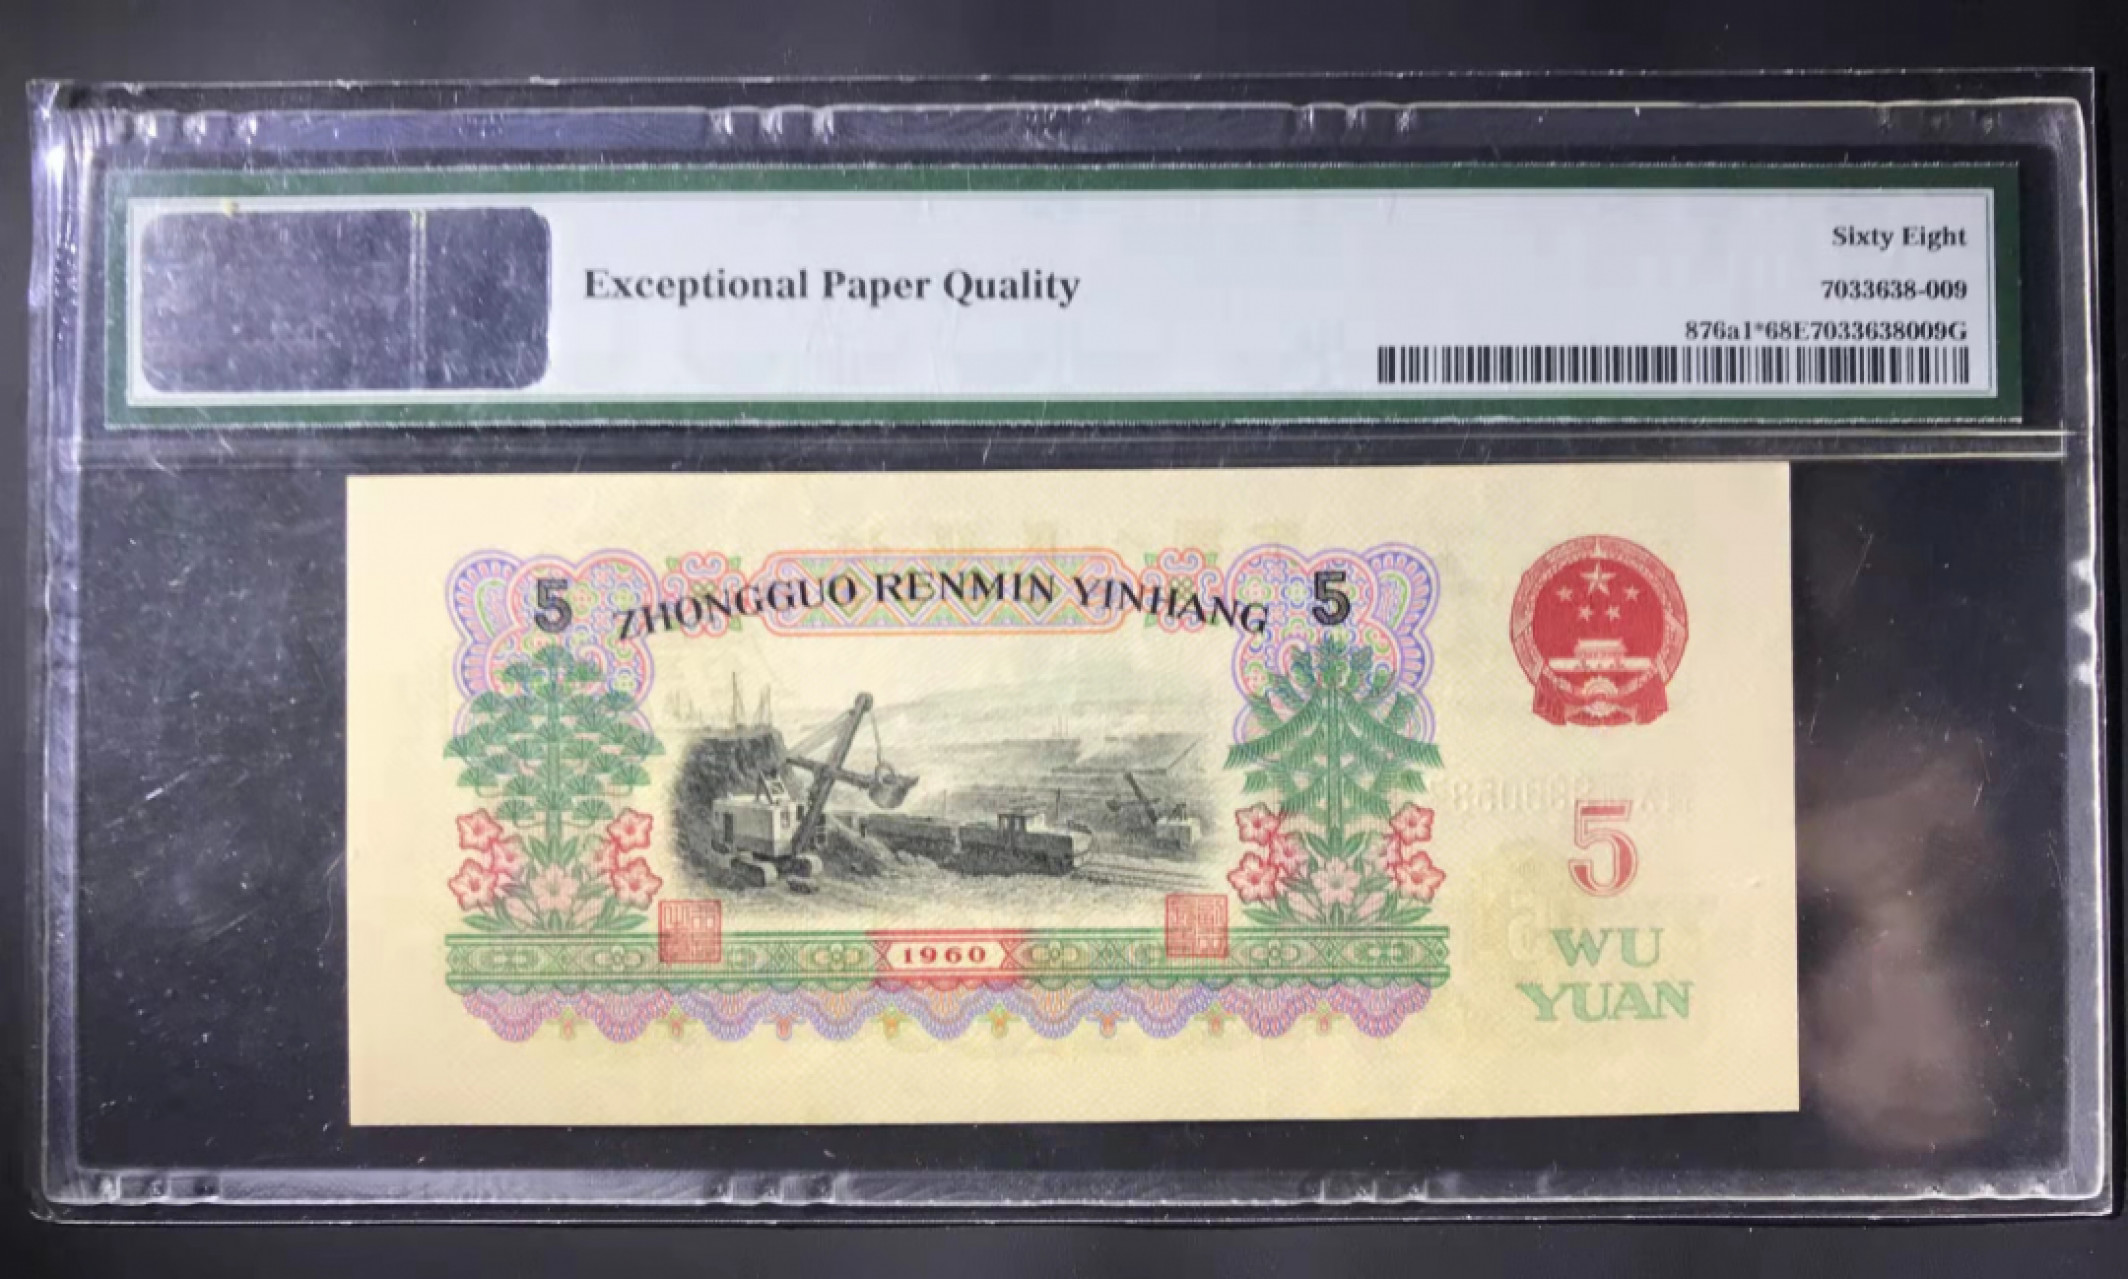 Sixty Eight
Exceptional Paper Quality
7033638-009
876a1*68E7033638009G
5 ZHONGGUO RENMIN YINHANG 5
5
1960
WU
YUAN